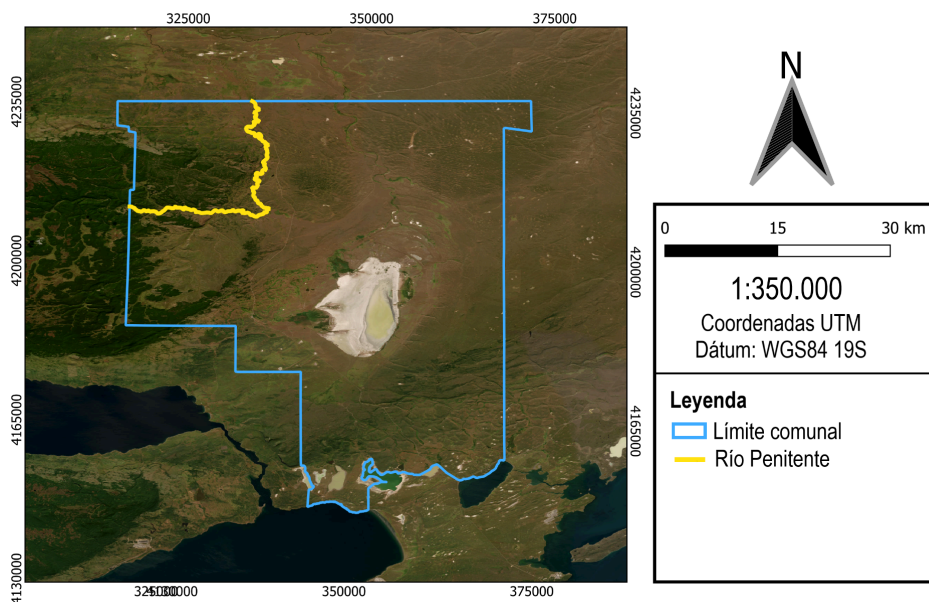 325000 350000 375000
4235000
4200000
4165000
4130000
4235000
4200000
4165000
350000 375000
N
0 15 30 km
1:350.000
Coordenadas UTM
Dátum: WGS84 19S
Leyenda
Límite comunal
Río Penitente